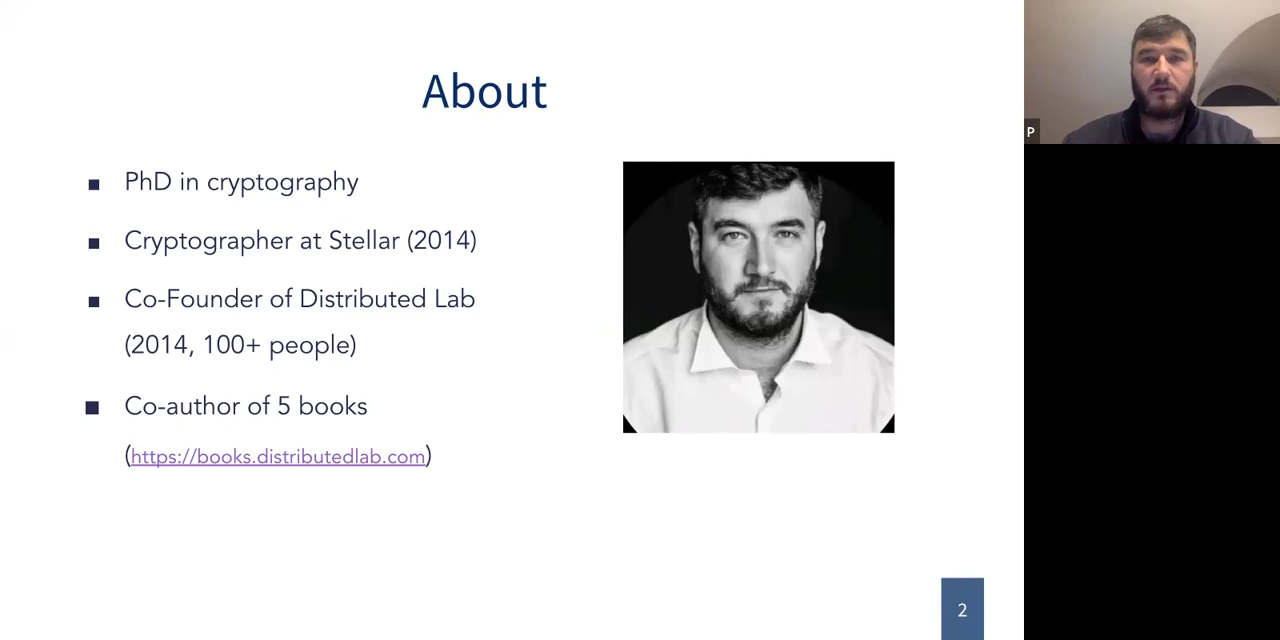 About
PhD in cryptography
Cryptographer at Stellar (2014)
Co-Founder of Distributed Lab
(2014, 100+ people)
Co-author of 5 books
(https://books.distributedlab.com)
2
P